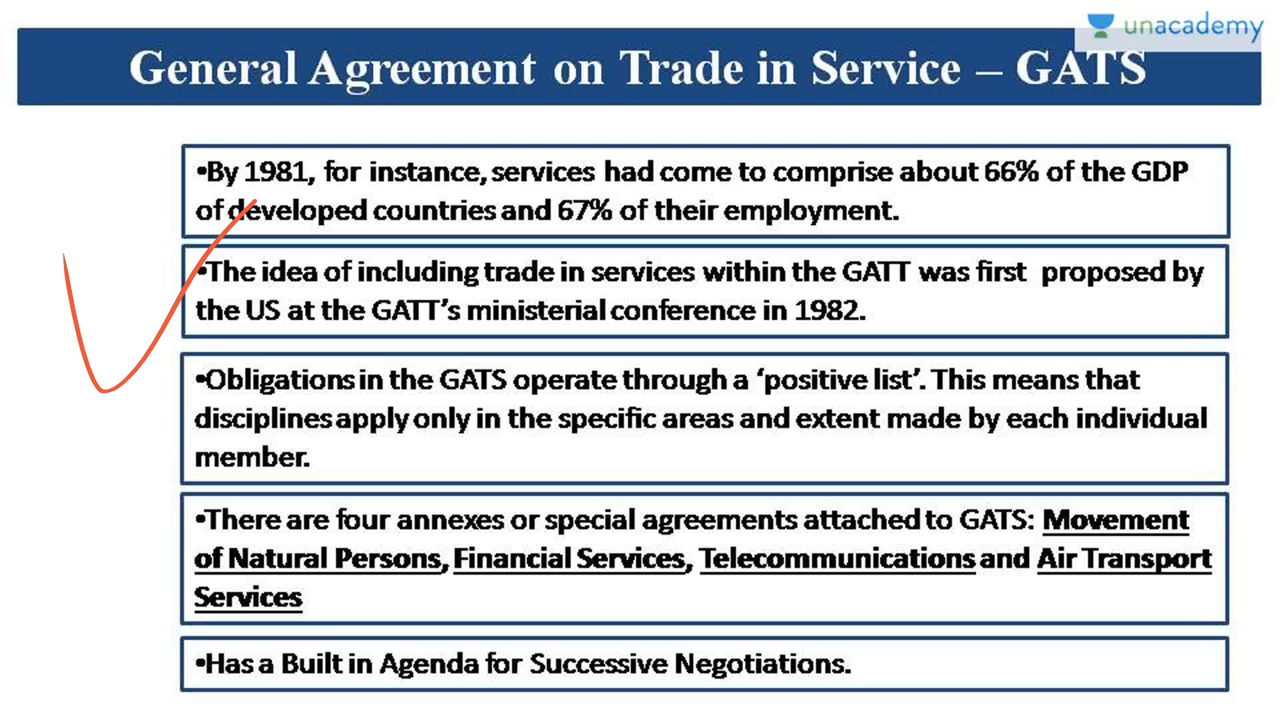 unacademy
General Agreement on Trade in Service – GATS
•By 1981, for instance, services had come to comprise about 66% of the GDP
of developed countries and 67% of their employment.
•The idea of including trade in services within the GATT was first proposed by
the US at the GATT's ministerial conference in 1982.
•Obligations in the GATS operate through a 'positive list'. This means that
disciplines apply only in the specific areas and extent made by each individual
member.
•There are four annexes or special agreements attached to GATS: Movement
of Natural Persons, Financial Services, Telecommunications and Air Transport
Services
•Has a Built in Agenda for Successive Negotiations.